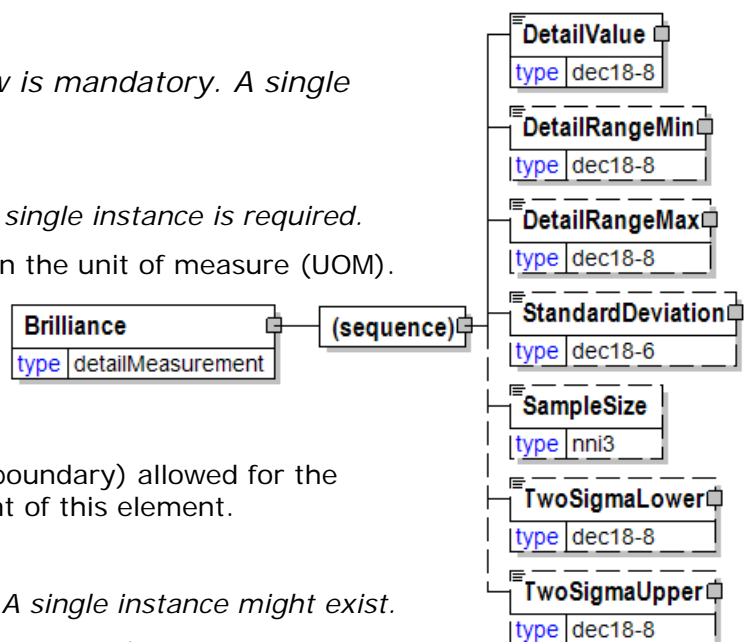 w is mandatory. A single
single instance is required.
n the unit of measure (UOM).
boundary) allowed for the
t of this element.
A single instance might exist.
Brilliance
type detailMeasurement
(sequence)
DetailValue
type dec18-8
DetailRangeMin
type dec18-8
DetailRangeMax
type dec18-8
StandardDeviation
type dec18-6
SampleSize
type nni3
TwoSigmaLower
type dec18-8
TwoSigmaUpper
type dec18-8